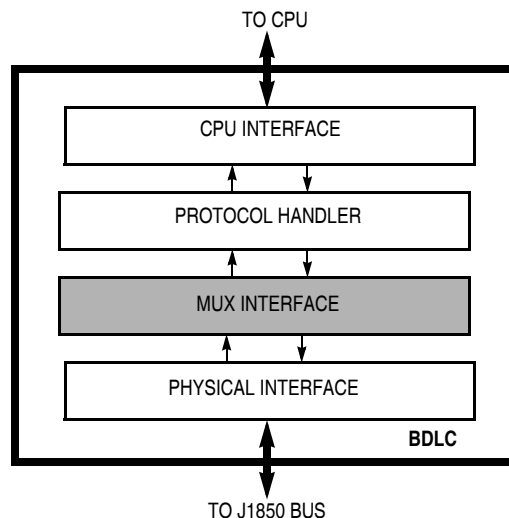 TO CPU
CPU INTERFACE
PROTOCOL HANDLER
MUX INTERFACE
PHYSICAL INTERFACE
BDLC
TO J1850 BUS